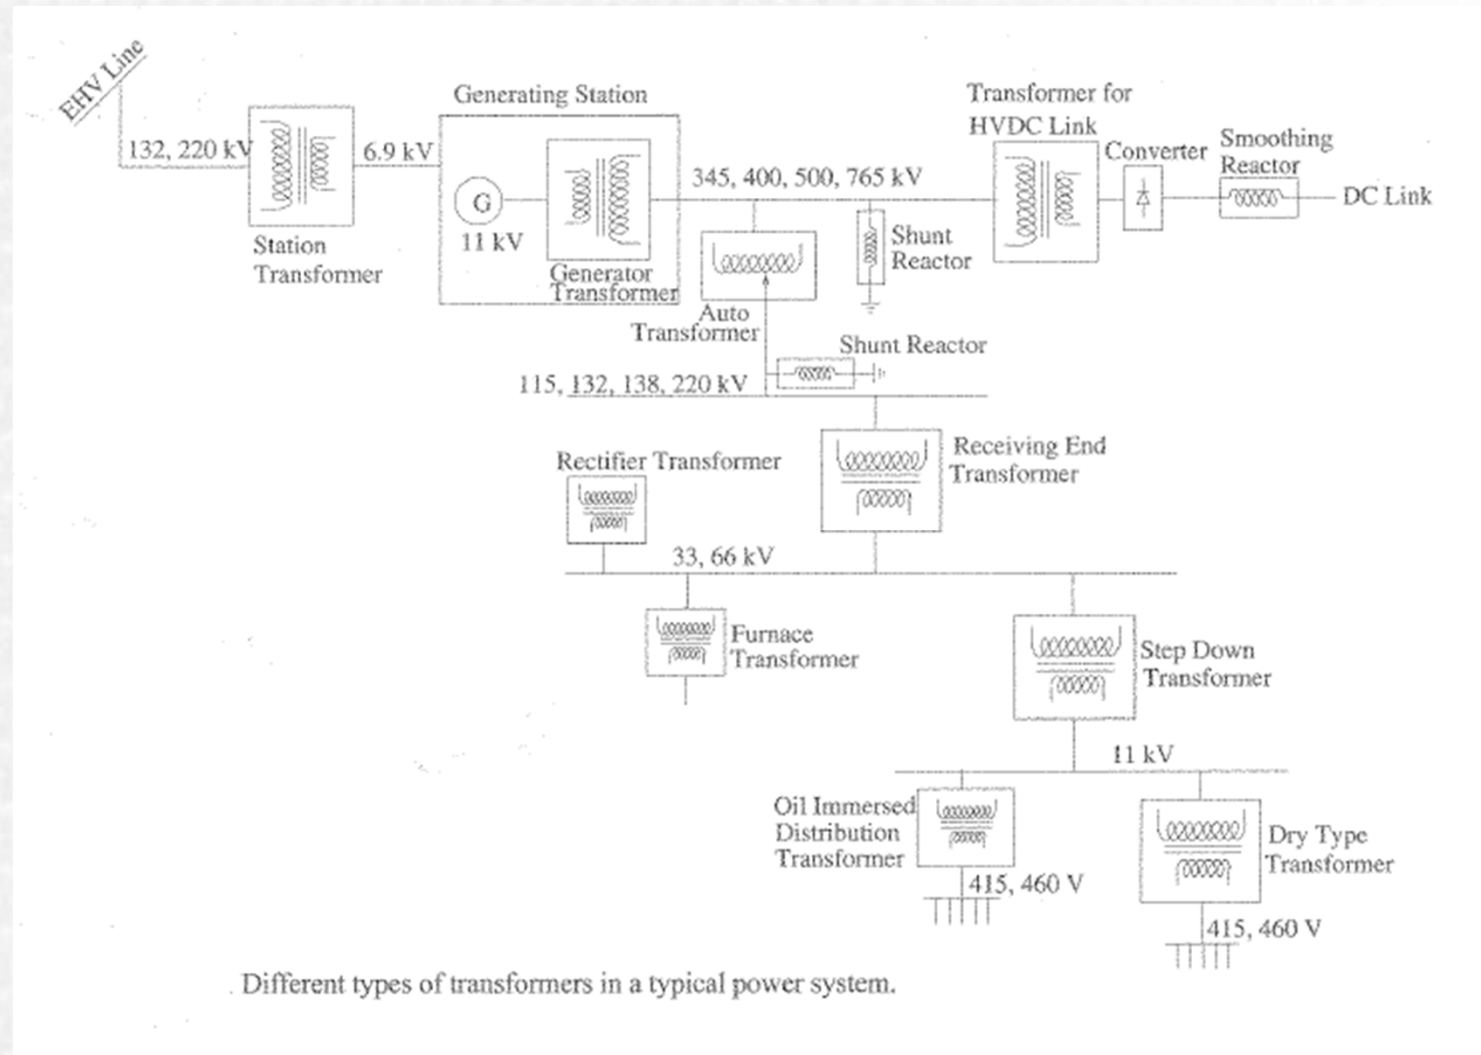 EHV Line
132, 220 kV
Station
Transformer
6.9 kV
Generating Station
G
11 kV
Generator
Transformer
345, 400, 500, 765 kV
Transformer for
HVDC Link
Converter
Smoothing
Reactor
DC Link
Shunt
Reactor
Auto
Transformer
Shunt Reactor
115, 132, 138, 220 kV
Receiving End
Transformer
Rectifier Transformer
33, 66 kV
Furnace
Transformer
Step Down
Transformer
11 kV
Oil Immersed
Distribution
Transformer
415, 460 V
Dry Type
Transformer
415, 460 V
Different types of transformers in a typical power system.